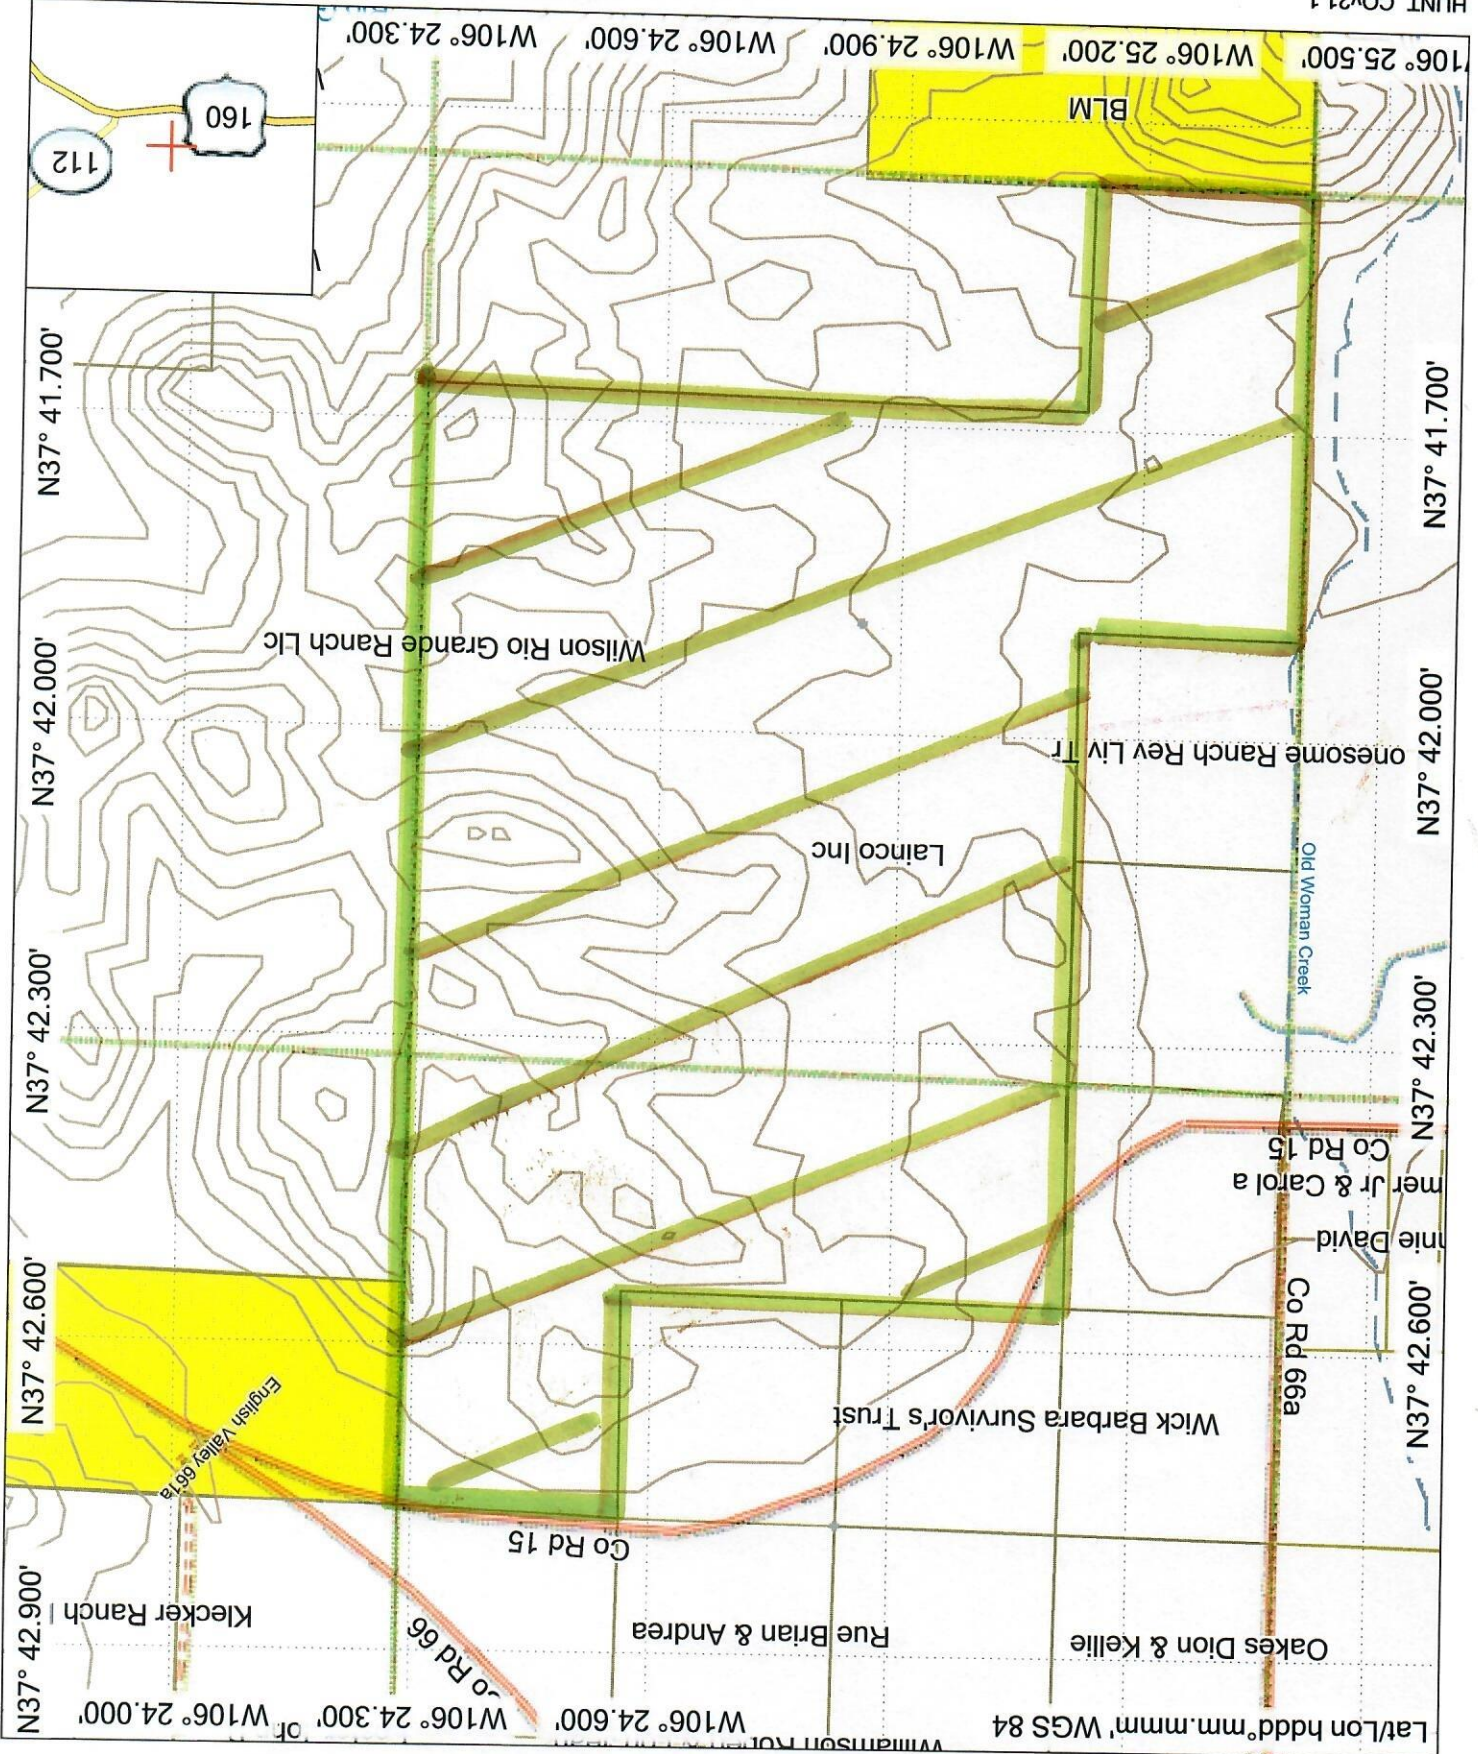 Lat/Lon hddd°mm.mmm' WGS 84
W106° 24.600'
W106° 24.300'
W106° 24.000'
N37° 42.900'
Oakes Dion & Kellie
Rue Brian & Andrea
Co Rd 66
Klecker Ranch
Co Rd 15
English Valley 661a
Wick Barbara Survivor's Trust
Co Rd 66a
N37° 42.600'
N37° 42.600'
nnie David
mer Jr & Carol a
Co Rd 15
N37° 42.300'
N37° 42.300'
Old Woman Creek
Lainco Inc
onesome Ranch Rev Liv Tr
N37° 42.000'
N37° 42.000'
Wilson Rio Grande Ranch Llc
N37° 41.700'
N37° 41.700'
BLM
160
112
106° 25.500'
W106° 25.200'
W106° 24.900'
W106° 24.600'
W106° 24.300'